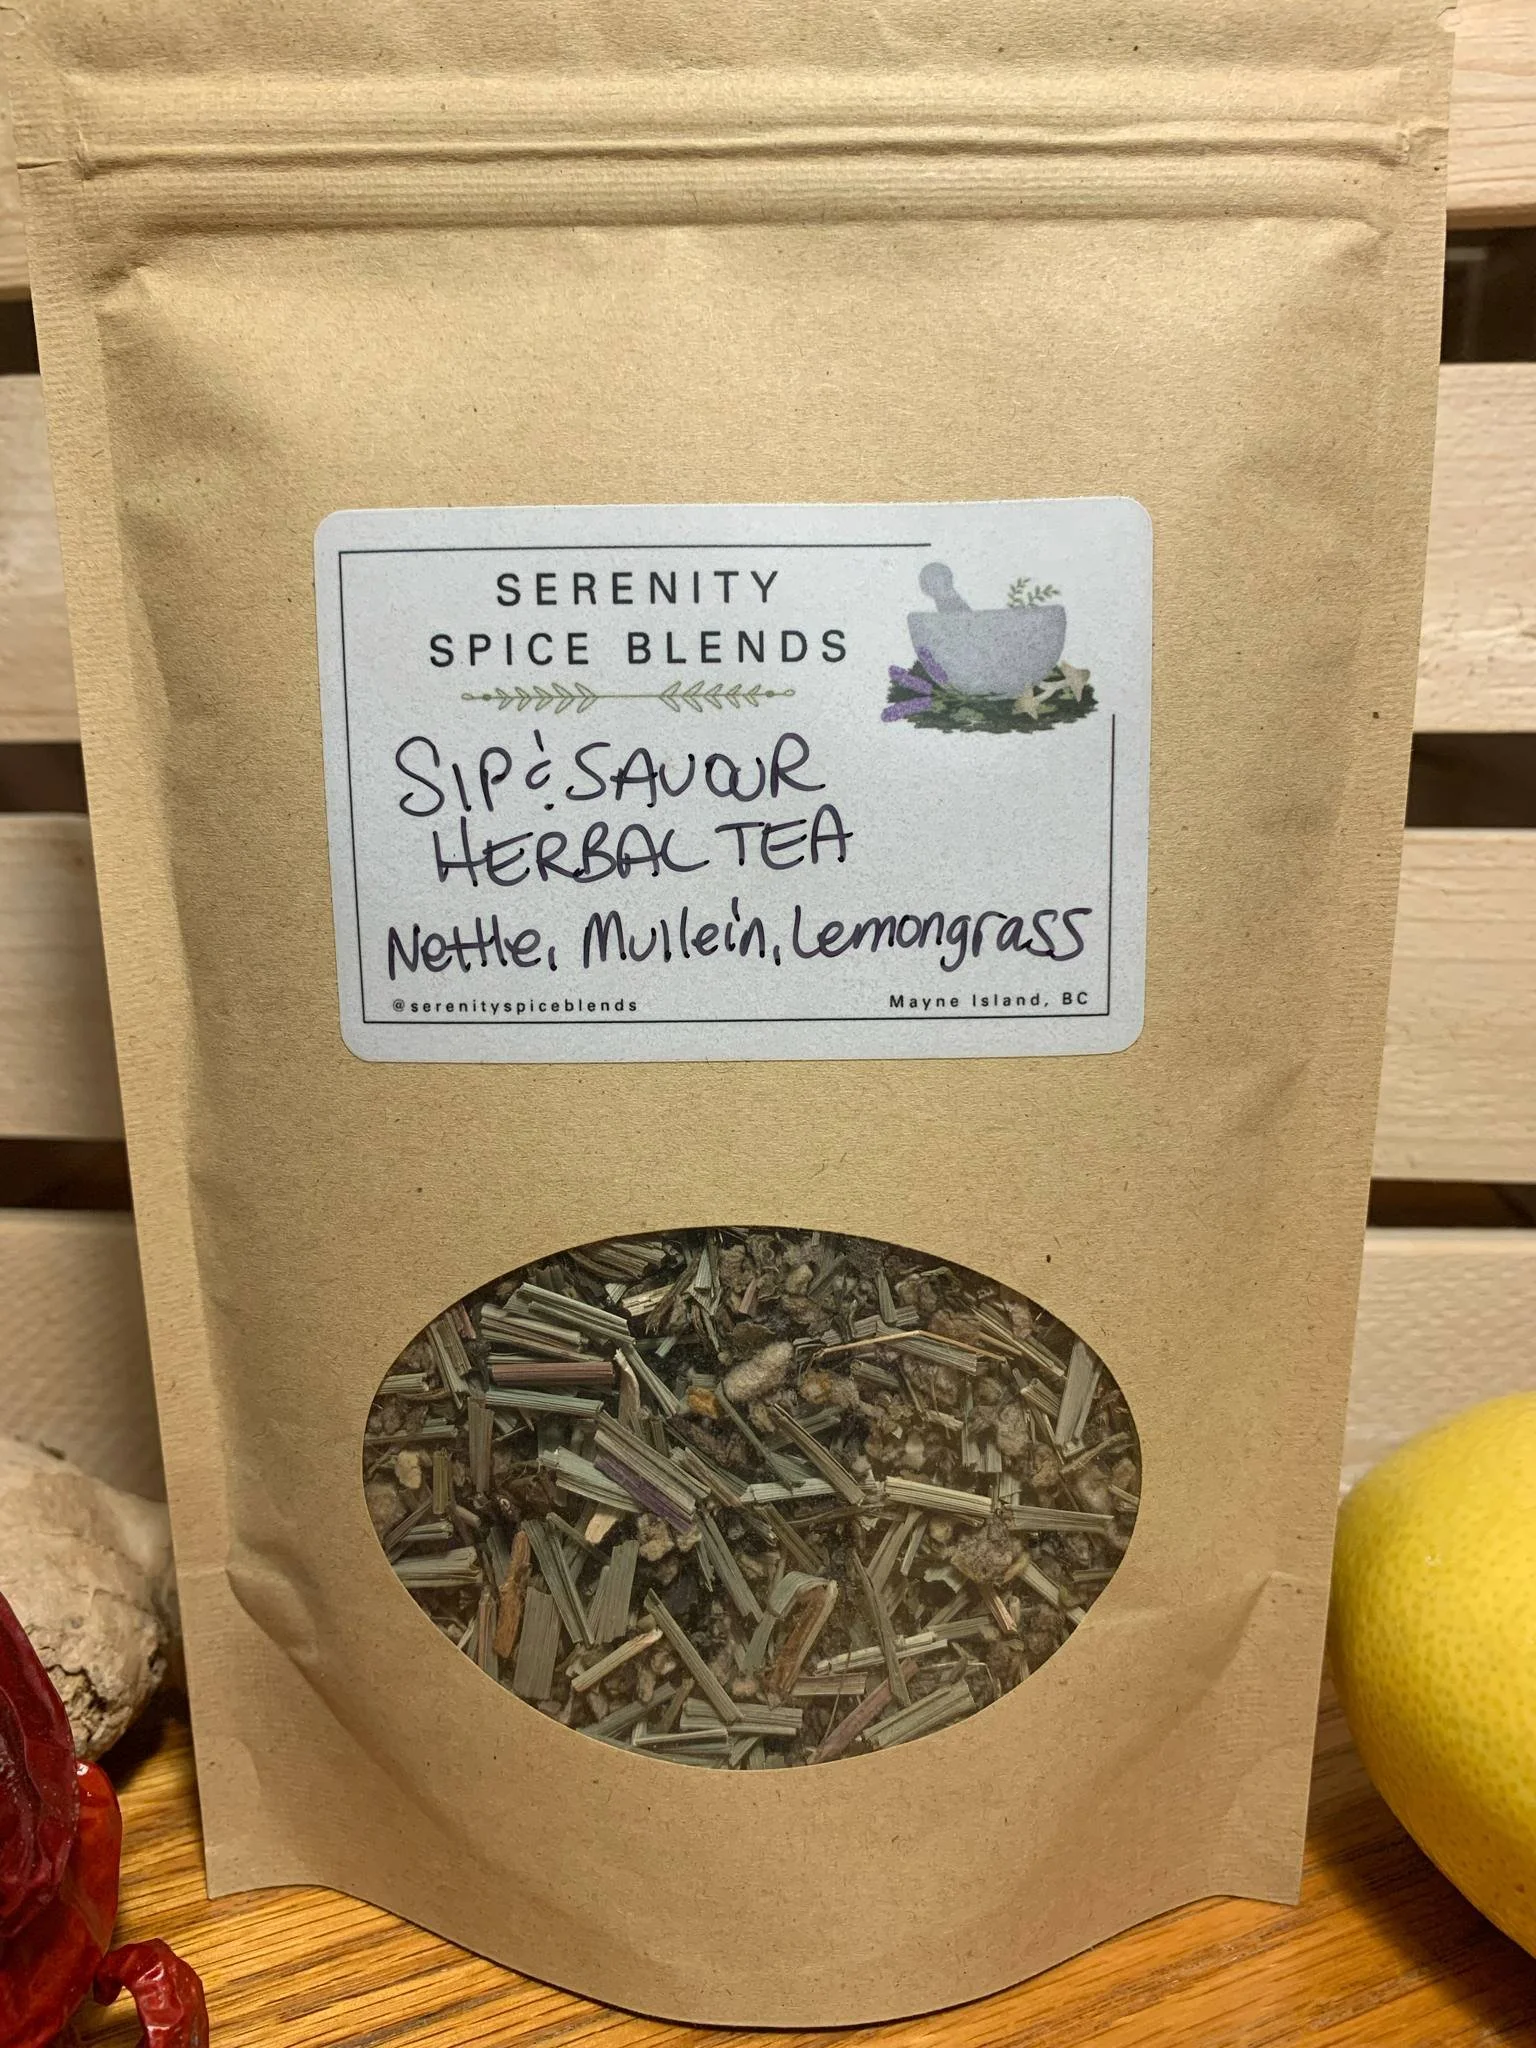 SERENITY
SPICE BLENDS
SIP & SAVOUR
HERBAL TEA
Nettle, Mullein, Lemongrass
@serenityspiceblends
Mayne Island, BC